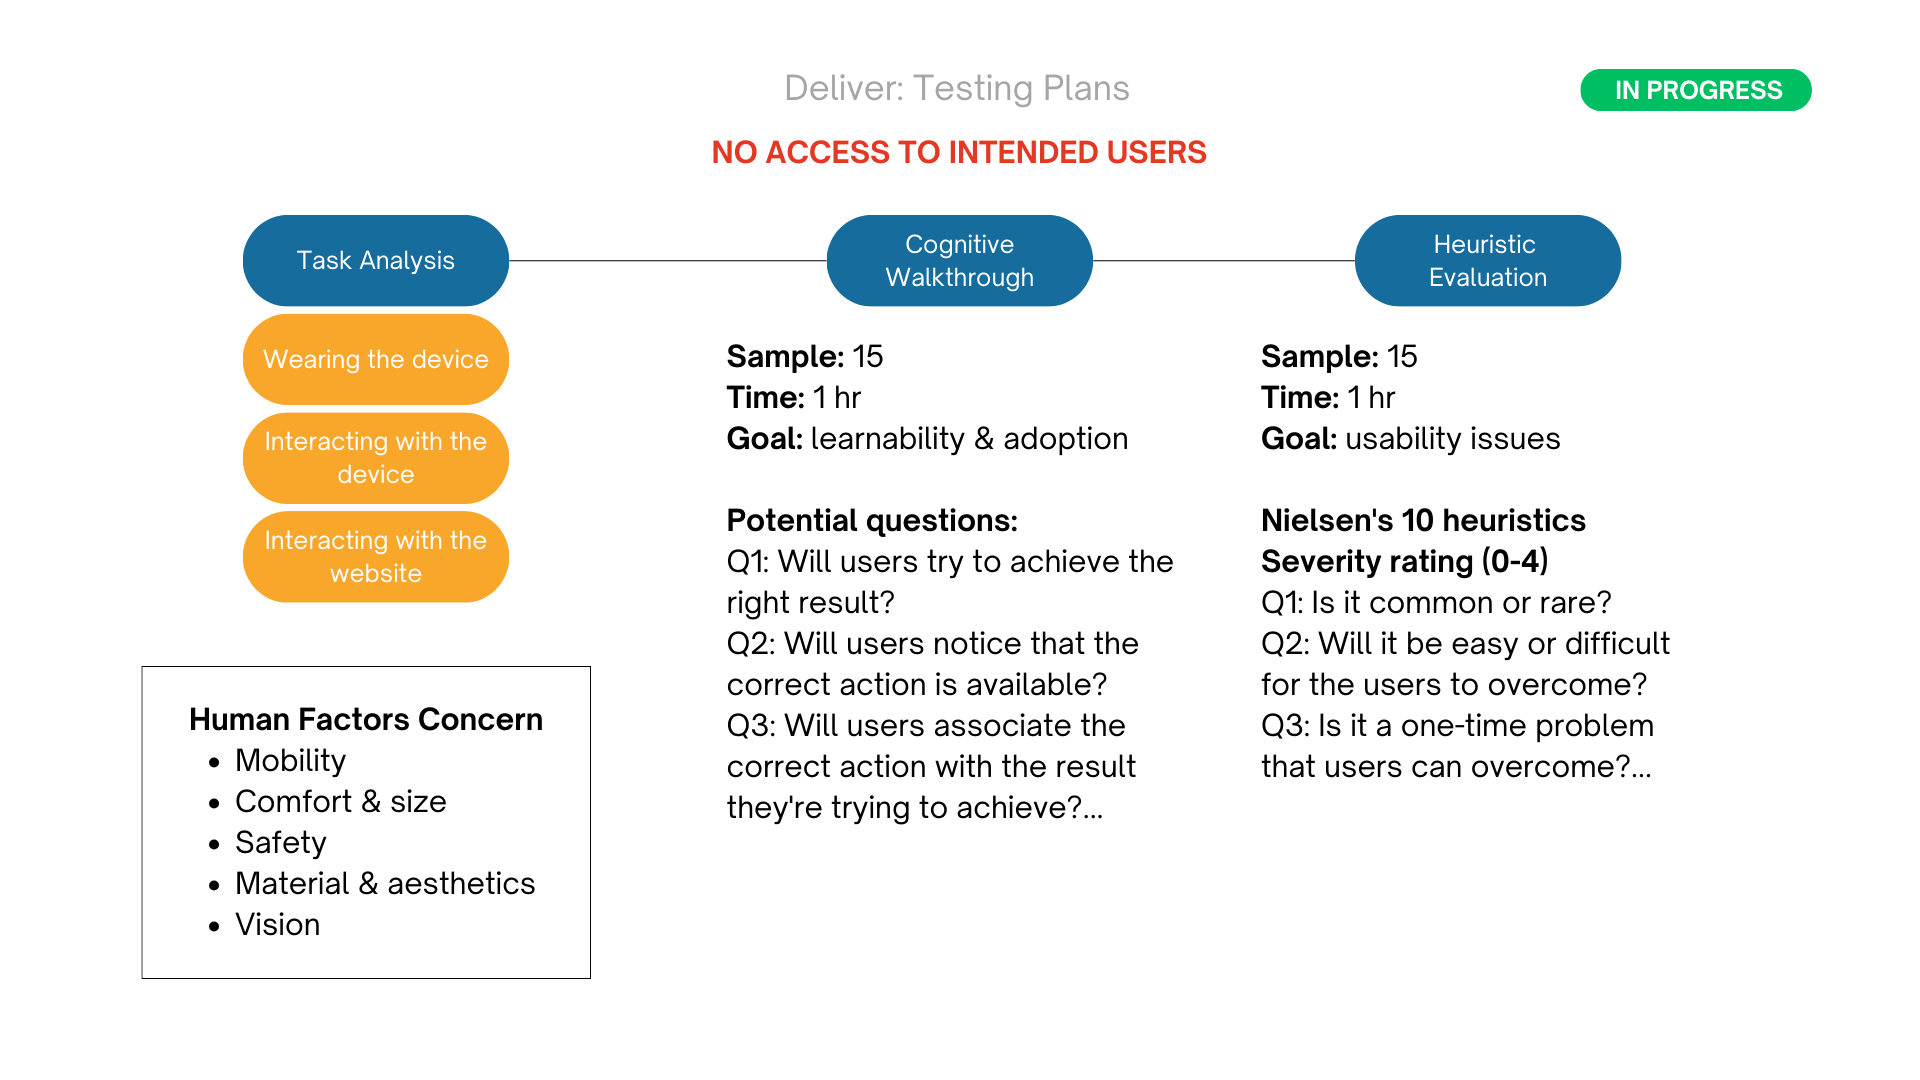 Deliver: Testing Plans
IN PROGRESS
NO ACCESS TO INTENDED USERS
Task Analysis
Wearing the device
Interacting with the
device
Interacting with the
website
Human Factors Concern
• Mobility
• Comfort & size
• Safety
• Material & aesthetics
• Vision
Cognitive
Walkthrough
Sample: 15
Time: 1 hr
Goal: learnability & adoption
Potential questions:
Q1: Will users try to achieve the
right result?
Q2: Will users notice that the
correct action is available?
Q3: Will users associate the
correct action with the result
they're trying to achieve?...
Heuristic
Evaluation
Sample: 15
Time: 1 hr
Goal: usability issues
Nielsen's 10 heuristics
Severity rating (0-4)
Q1: Is it common or rare?
Q2: Will it be easy or difficult
for the users to overcome?
Q3: Is it a one-time problem
that users can overcome?...